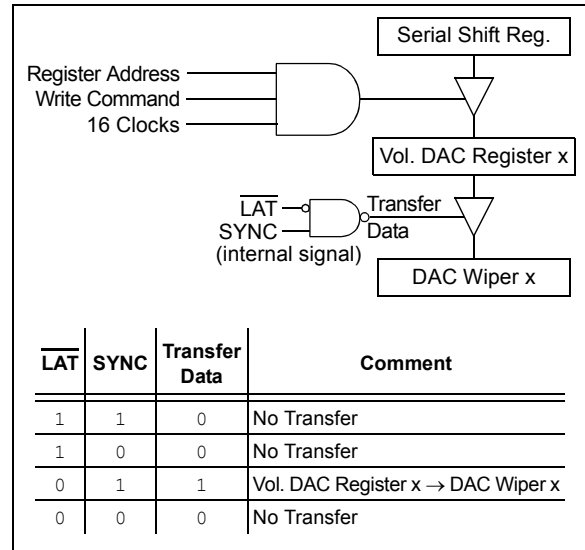 Serial Shift Reg.
Register Address
Write Command
16 Clocks
Vol. DAC Register x
L̅A̅T̅
SYNC
(internal signal)
Transfer
Data
DAC Wiper x
L̅A̅T̅ SYNC Transfer Data Comment
1 1 0 No Transfer
1 0 0 No Transfer
0 1 1 Vol. DAC Register x → DAC Wiper x
0 0 0 No Transfer